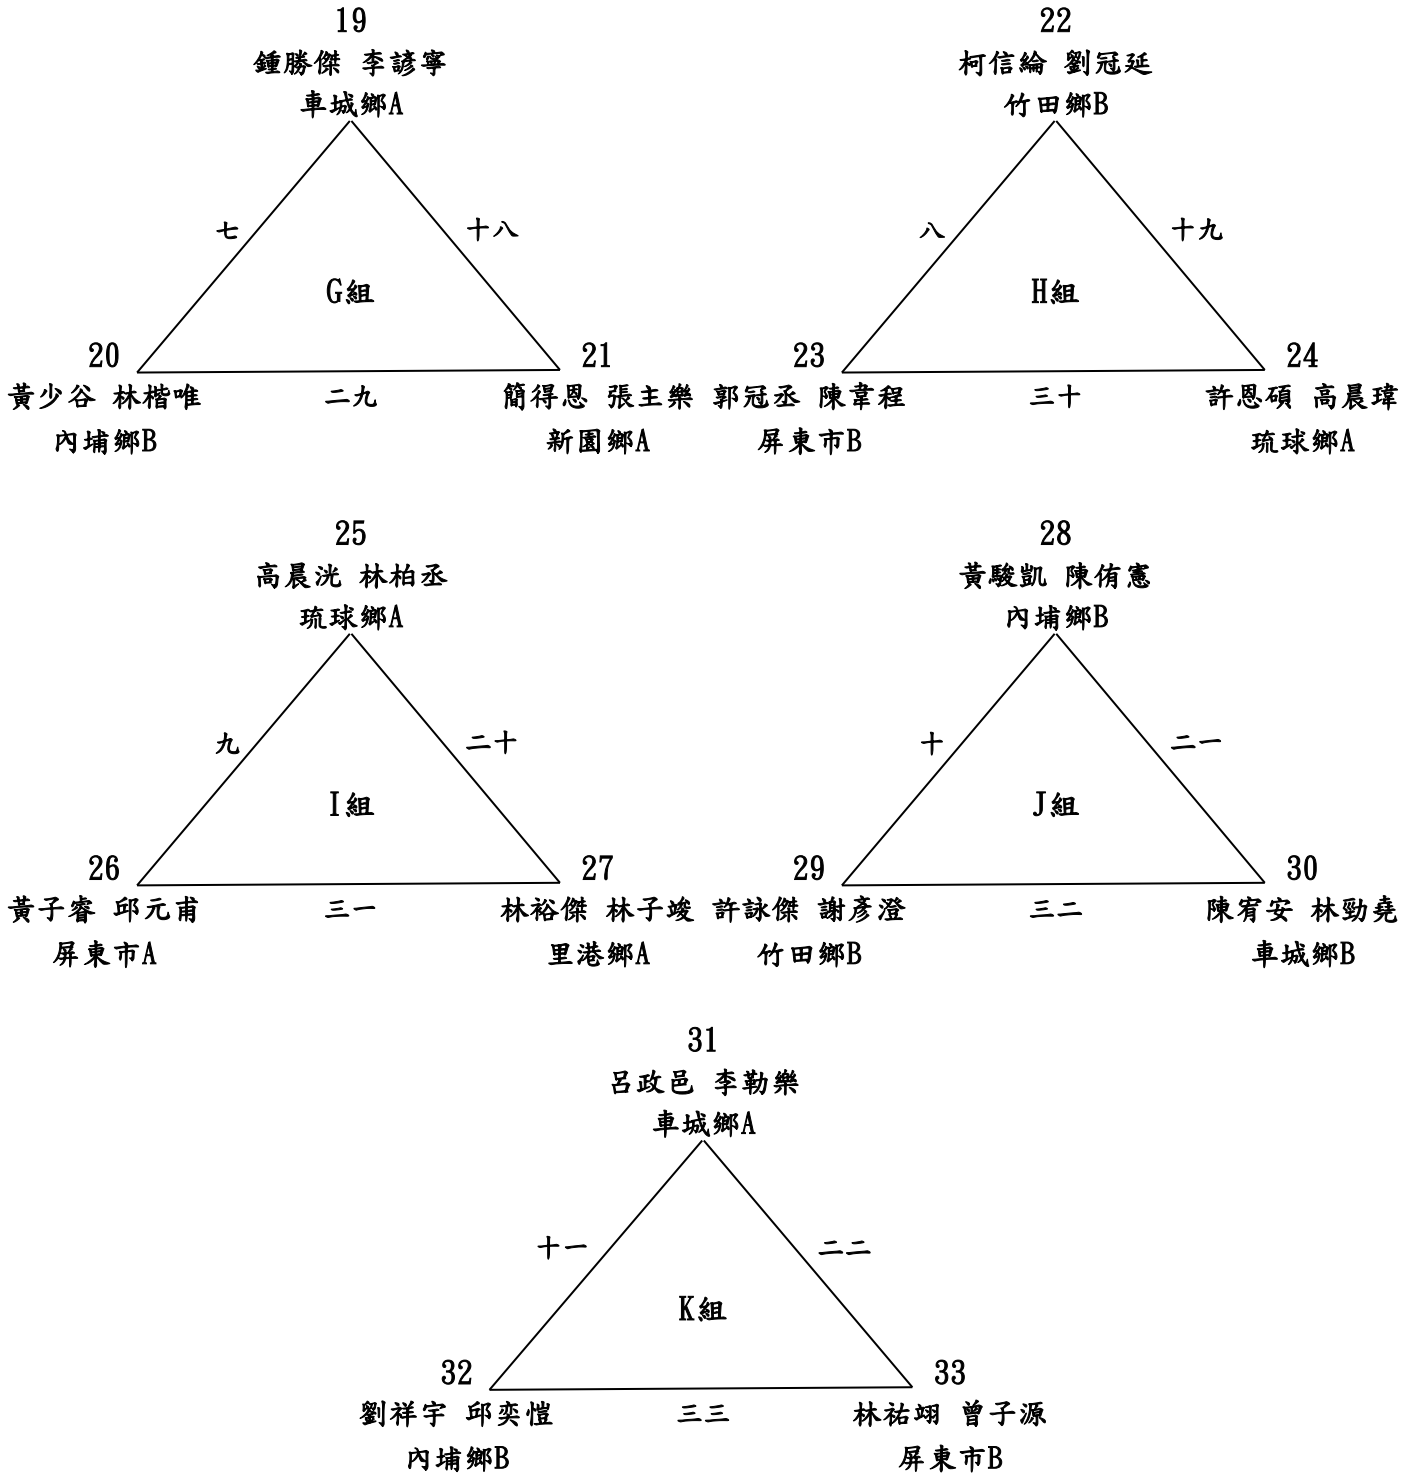 19
鍾勝傑 李諺寧
車城鄉A
七
十八
G組
20
黃少谷 林楷唯
內埔鄉B
二九
21
簡得恩 張主樂
新園鄉A
22
柯信綸 劉冠延
竹田鄉B
八
十九
H組
23
郭冠丞 陳韋程
屏東市B
三十
24
許恩碩 高晨瑋
琉球鄉A
25
高晨洸 林柏丞
琉球鄉A
九
二十
I組
26
黃子睿 邱元甫
屏東市A
三一
27
林裕傑 林子竣
里港鄉A
28
黃駿凱 陳侑憲
內埔鄉B
十
二一
J組
29
許詠傑 謝彥澄
竹田鄉B
三二
30
陳宥安 林勁堯
車城鄉B
31
呂政邑 李勒樂
車城鄉A
十一
二二
K組
32
劉祥宇 邱奕愷
內埔鄉B
三三
33
林祐翊 曾子源
屏東市B